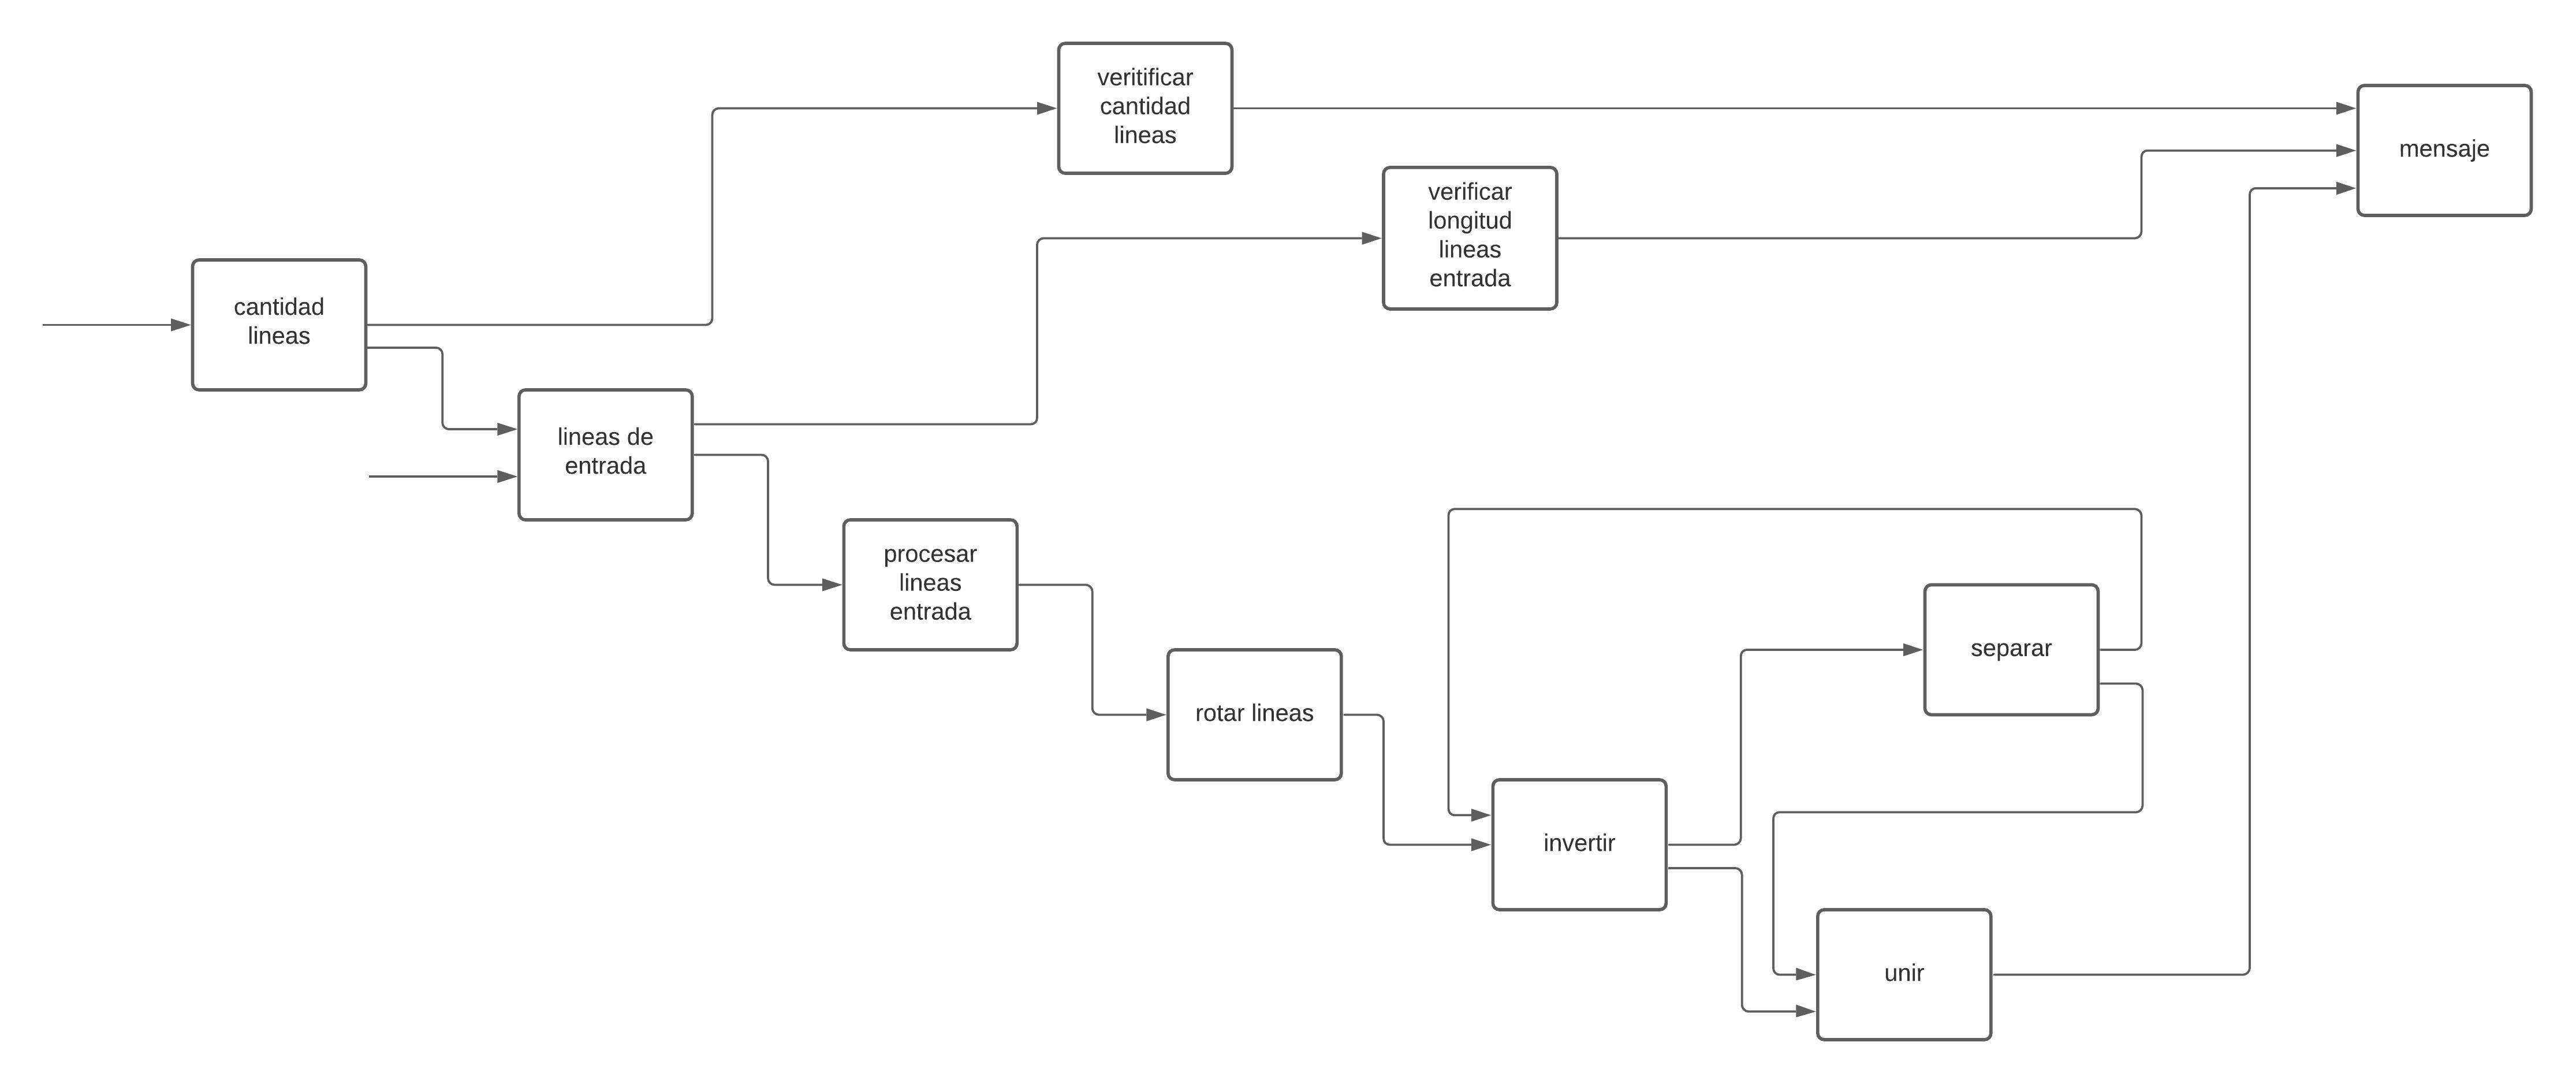 veritificar
cantidad
lineas
mensaje
verificar
longitud
lineas
entrada
cantidad
lineas
lineas de
entrada
procesar
lineas
entrada
separar
rotar lineas
invertir
unir